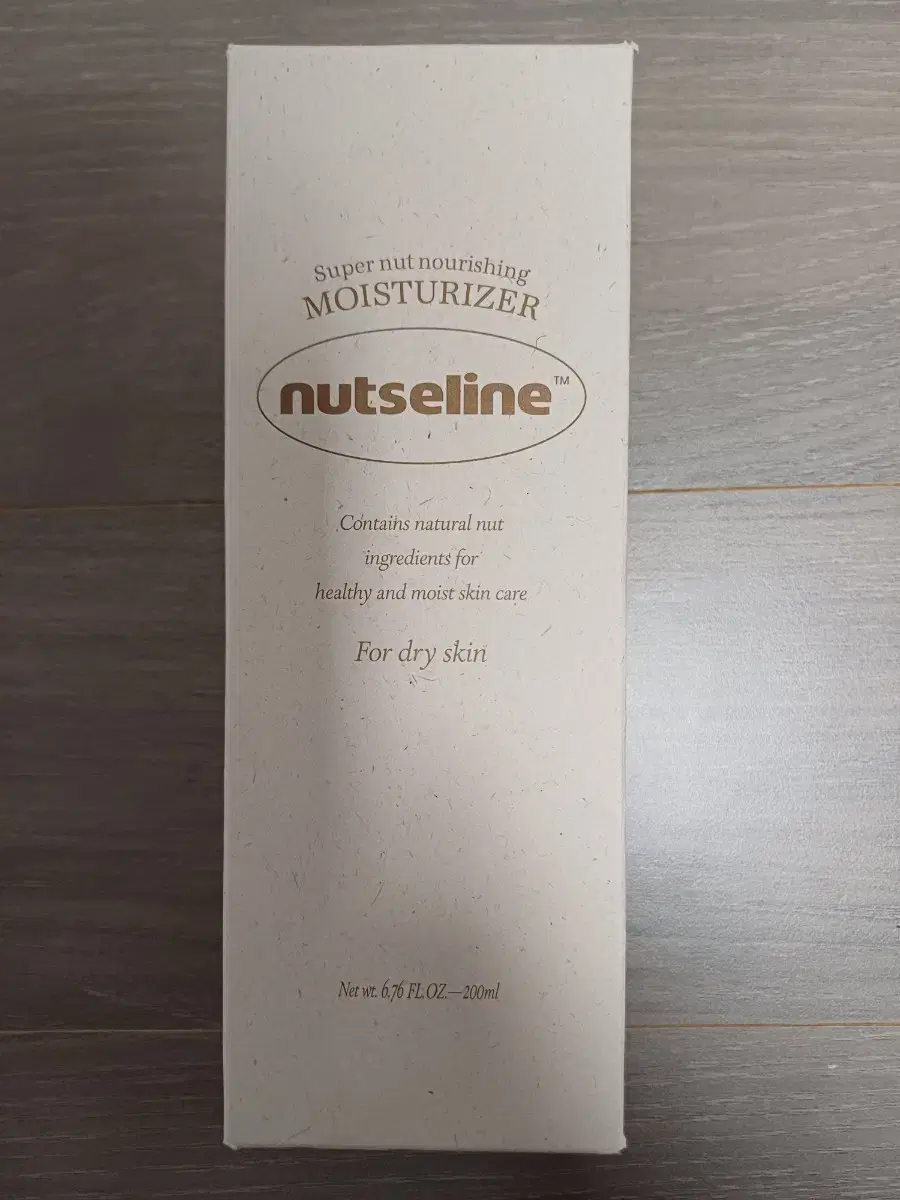 Super nut nourishing
MOISTURIZER
nutseline™
Contains natural nut
ingredients for
healthy and moist skin care
For dry skin
Net wt. 6.76 FL.OZ.—200ml